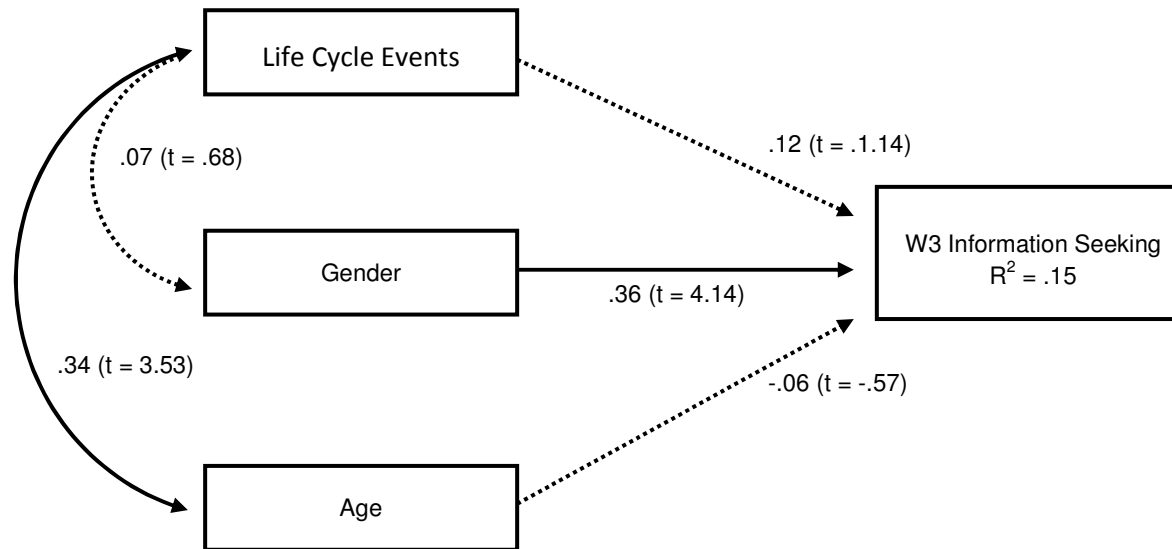 Life Cycle Events
.07 (t = .68)
.12 (t = .1.14)
W3 Information Seeking
R² = .15
Gender
.36 (t = 4.14)
.34 (t = 3.53)
-.06 (t = -.57)
Age